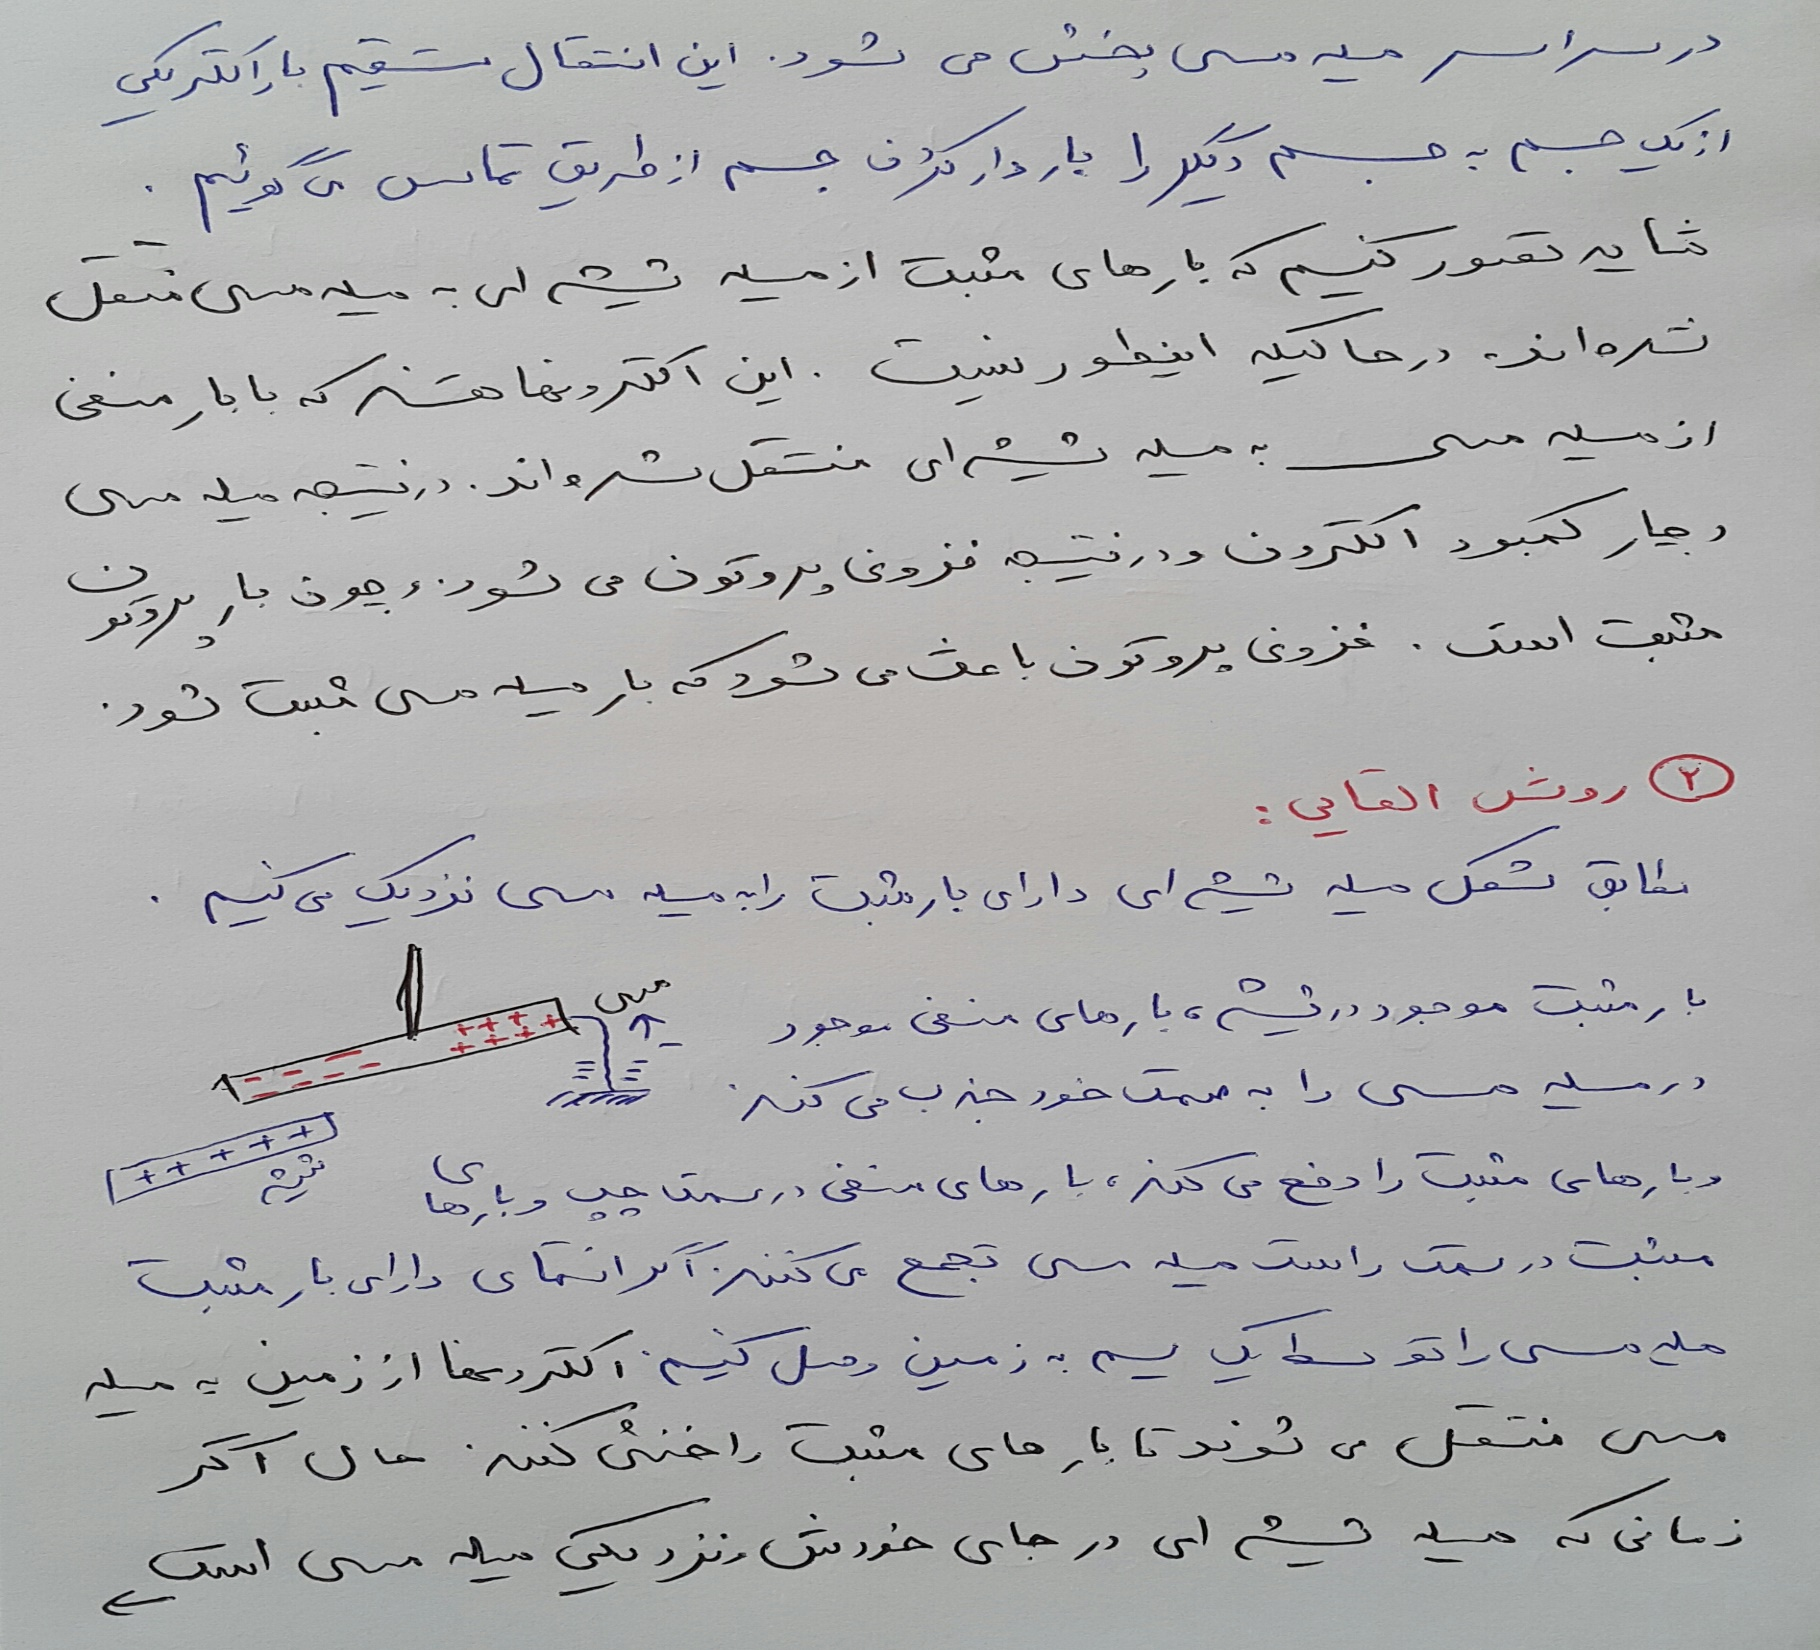 در سراسر میله مسی پخش می شود. این انتقال مستقیم بار الکتریکی
از یک جسم به جسم دیگر را باردار کردن جسم از طریق تماس می گوئیم.
شاید تصور کنیم که بارهای مثبت از میله شیشه ای به میله مسی منتقل
شده اند، در حالیکه اینطور نیست. این الکترونها هستند که با بار منفی
از میله مسی به میله شیشه ای منتقل شده اند. در نتیجه میله مسی
دچار کمبود الکترون و در نتیجه فزونی پروتون می شود. و چون بار پروتون
مثبت است. فزونی پروتون باعث می شود که بار میله مسی مثبت شود.
۲ روش القایی:
مطابق شکل میله شیشه ای دارای بار مثبت را به میله مسی نزدیک می کنیم.
مس
بار مثبت موجود در شیشه، بارهای منفی موجود
در میله مسی را به سمت خود جذب می کند.
+ + + + +
شیشه
و بارهای مثبت را دفع می کند، بارهای منفی در سمت چپ و بارهای
مثبت در سمت راست میله مسی تجمع می کنند. اگر انتهای دارای بار مثبت
میله مسی را توسط یک سیم به زمین وصل کنیم. الکترونها از زمین به میله
مسی منتقل می شوند تا بارهای مثبت را خنثی کنند. حال اگر
زمانی که میله شیشه ای در جای خودش و نزدیکی میله مسی است